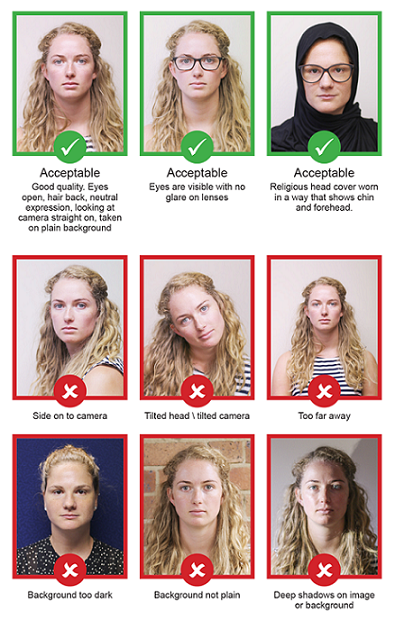 Acceptable
Good quality. Eyes
open, hair back, neutral
expression, looking at
camera straight on, taken
on plain background
Acceptable
Eyes are visible with no
glare on lenses
Acceptable
Religious head cover worn
in a way that shows chin
and forehead.
Side on to camera
Tilted head \ tilted camera
Too far away
Background too dark
Background not plain
Deep shadows on image
or background